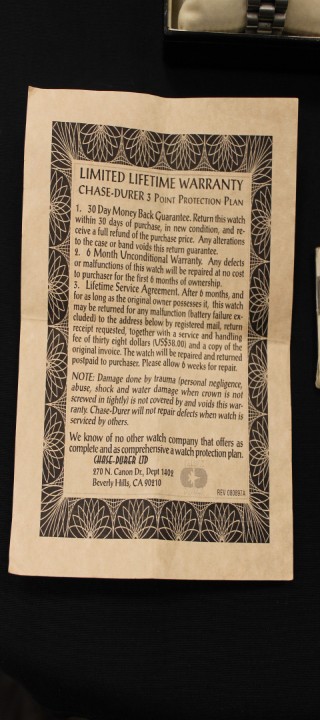 LIMITED LIFETIME WARRANTY
CHASE-DURER 3 POINT PROTECTION PLAN
1. 30 Day Money Back Guarantee. Return this watch
within 30 days of purchase, in new condition, and re-
ceive a full refund of the purchase price. Any alterations
to the case or band voids this return guarantee.
2. 6 Month Unconditional Warranty. Any defects
or malfunctions of this watch will be repaired at no cost
to purchaser for the first 6 months of ownership.
3. Lifetime Service Agreement. After 6 months, and
for as long as the original owner possesses it, this watch
may be returned for any malfunction (battery failure ex-
cluded) to the address below by registered mail, return
receipt requested, together with a service and handling
fee of thirty eight dollars (US$38.00) and a copy of the
original invoice. The watch will be repaired and returned
postage paid. Please allow 6 weeks for repair.
NOTE: Damage done by trauma (personal negligence,
abuse, shock and water damage when crown is not
screwed in tightly) is not covered by and voids this war-
ranty. Chase-Durer will not repair defects when watch is
serviced by others.
We know of no other watch company that offers as
complete and as comprehensive a watch protection plan.
CHASE-DURER LTD
270 N. Canon Dr., Dept 1402
Beverly Hills, CA 90210
REV 080897A